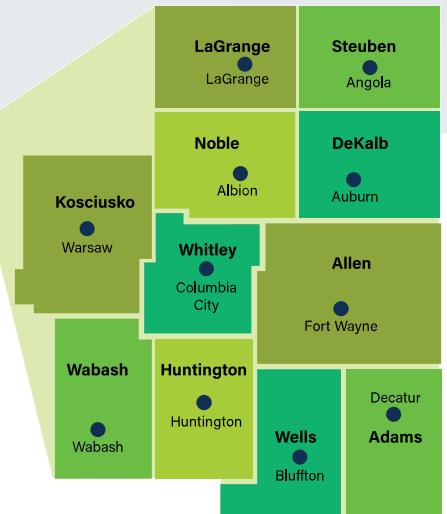 LaGrange
LaGrange
Steuben
Angola
Noble
Albion
DeKalb
Auburn
Kosciusko
Warsaw
Whitley
Columbia
City
Allen
Fort Wayne
Wabash
Wabash
Huntington
Huntington
Wells
Bluffton
Decatur
Adams